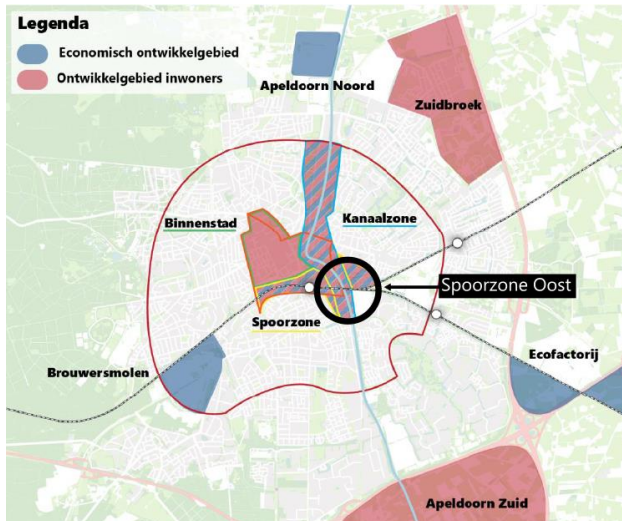 Legenda
Economisch ontwikkelgebied
Ontwikkelgebied inwoners
Apeldoorn Noord
Zuidbroek
Binnenstad
Kanaalzone
Spoorzone Oost
Spoorzone
Ecofactorij
Brouwersmolen
Apeldoorn Zuid